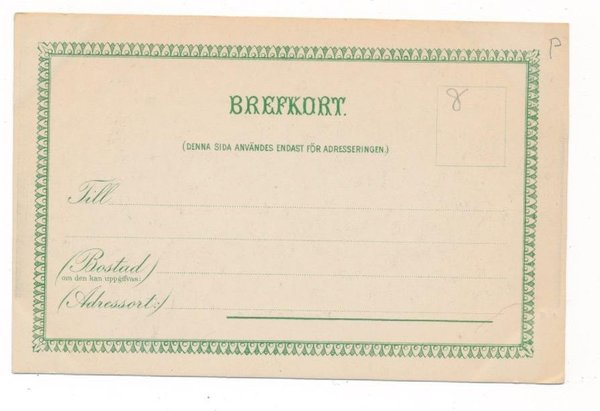 P
8
BREFKORT.
(DENNA SIDA ANVÄNDES ENDAST FÖR ADRESSERINGEN.)
Till
(Bostad)
om den kan uppgifvas:
(Adressort:)